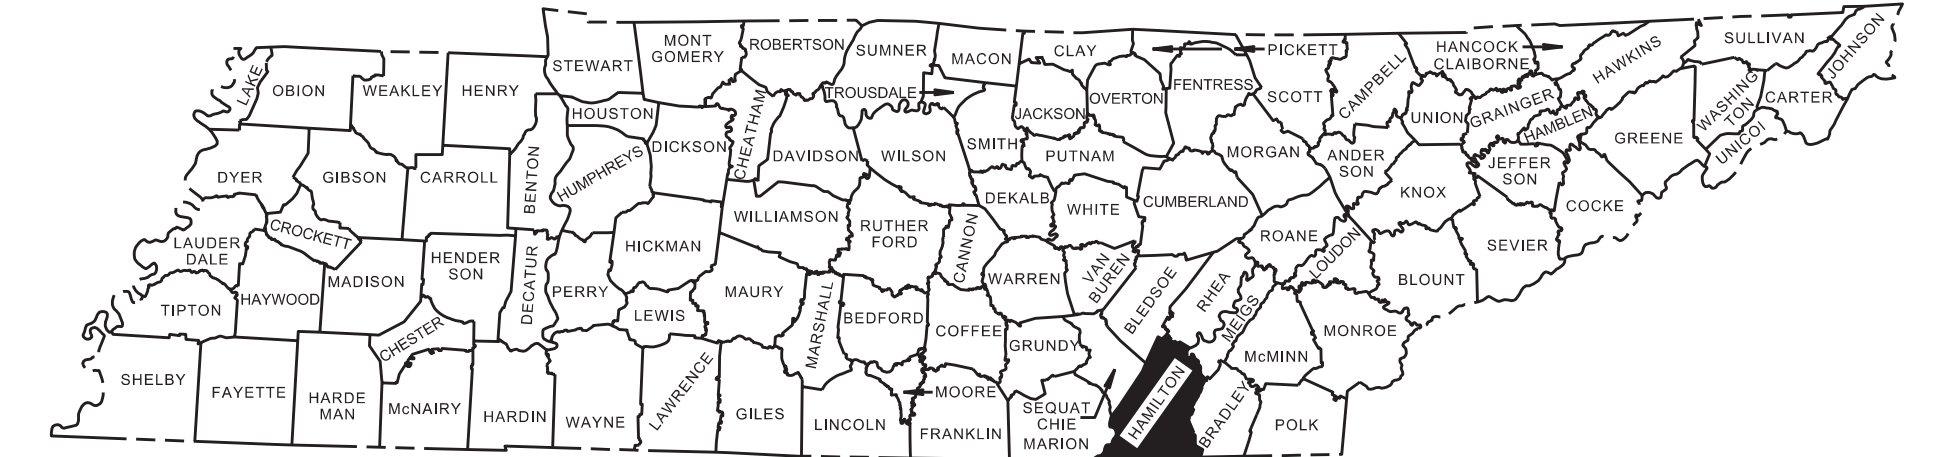 LAKE
OBION
WEAKLEY
HENRY
STEWART
MONT
GOMERY
ROBERTSON
SUMNER
MACON
CLAY
PICKETT
HANCOCK
CLAIBORNE
HAWKINS
SULLIVAN
JOHNSON
TROUSDALE
HOUSTON
CHEATHAM
JACKSON
OVERTON
FENTRESS
SCOTT
CAMPBELL
UNION
GRAINGER
HAMBLEN
WASHING
TON
CARTER
UNICOI
GREENE
DYER
GIBSON
CARROLL
BENTON
HUMPHREYS
DICKSON
DAVIDSON
WILSON
SMITH
PUTNAM
MORGAN
ANDER
SON
KNOX
JEFFER
SON
COCKE
CROCKETT
WILLIAMSON
DEKALB
WHITE
CUMBERLAND
LAUDER
DALE
HENDER
SON
DECATUR
HICKMAN
RUTHER
FORD
CANNON
ROANE
LOUDON
SEVIER
TIPTON
HAYWOOD
MADISON
PERRY
LEWIS
MAURY
MARSHALL
BEDFORD
COFFEE
WARREN
VAN
BUREN
BLEDSOE
RHEA
MEIGS
BLOUNT
MONROE
McMINN
GRUNDY
CHESTER
SHELBY
FAYETTE
HARDE
MAN
McNAIRY
HARDIN
WAYNE
LAWRENCE
GILES
LINCOLN
MOORE
FRANKLIN
SEQUAT
CHIE
MARION
HAMILTON
BRADLEY
POLK